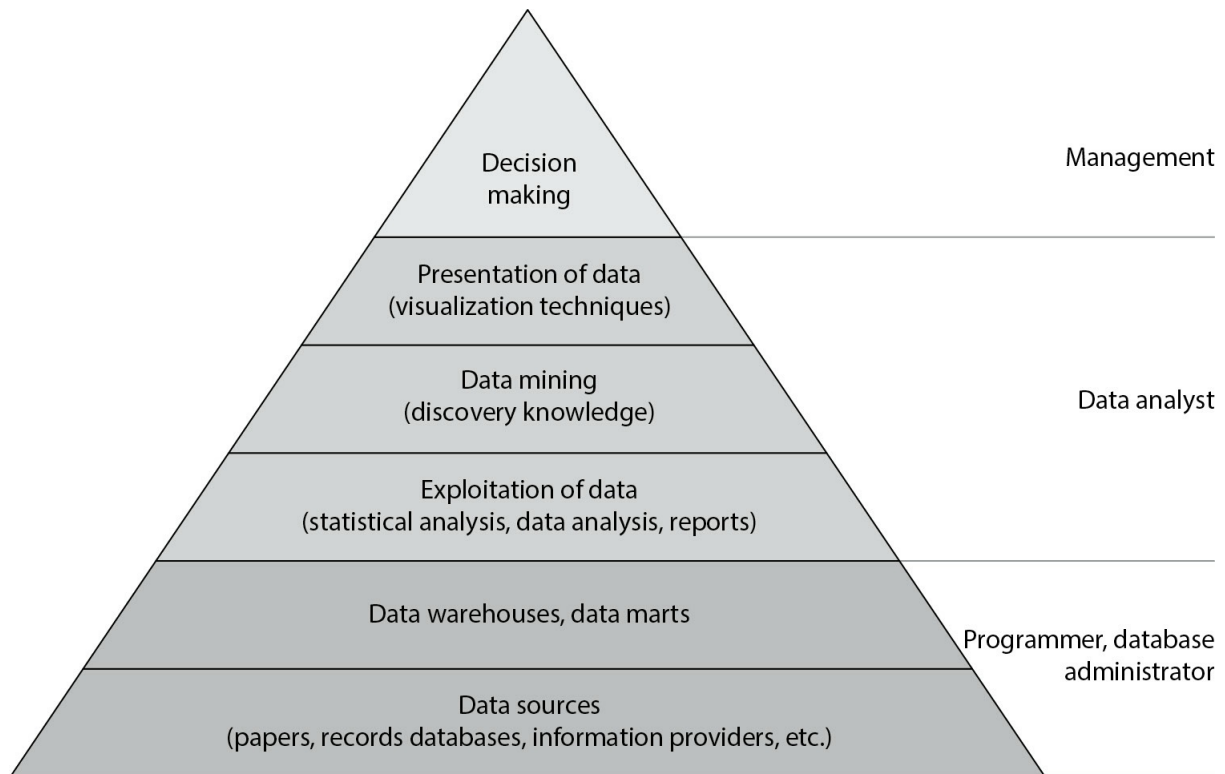 Decision
making
Management
Presentation of data
(visualization techniques)
Data mining
(discovery knowledge)
Data analyst
Exploitation of data
(statistical analysis, data analysis, reports)
Data warehouses, data marts
Programmer, database
administrator
Data sources
(papers, records databases, information providers, etc.)